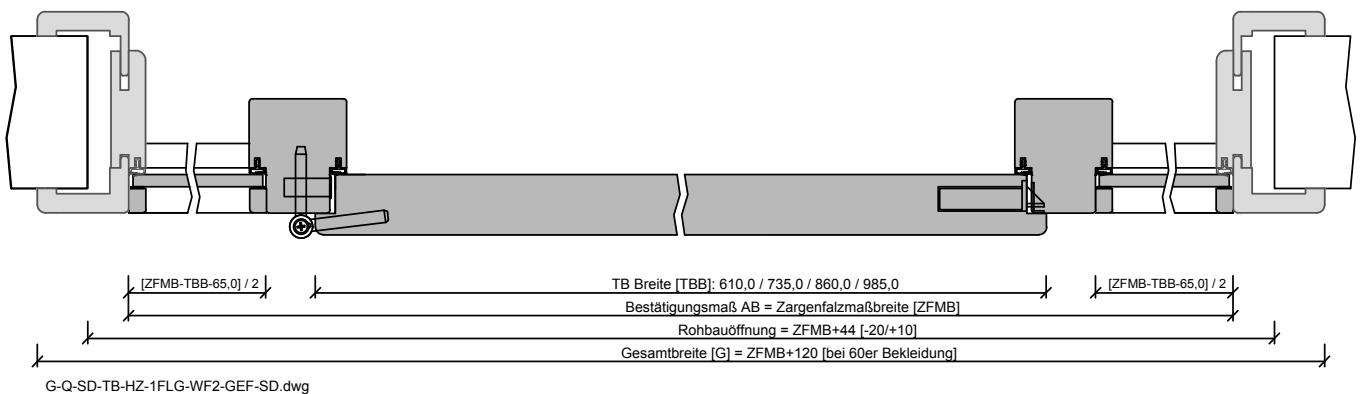 [ZFMB-TBB-65,0] / 2
TB Breite [TBB]: 610,0 / 735,0 / 860,0 / 985,0
[ZFMB-TBB-65,0] / 2
Bestätigungsmaß AB = Zargenfalzmaßbreite [ZFMB]
Rohbauöffnung = ZFMB+44 [-20/+10]
Gesamtbreite [G] = ZFMB+120 [bei 60er Bekleidung]
G-Q-SD-TB-HZ-1FLG-WF2-GEF-SD.dwg